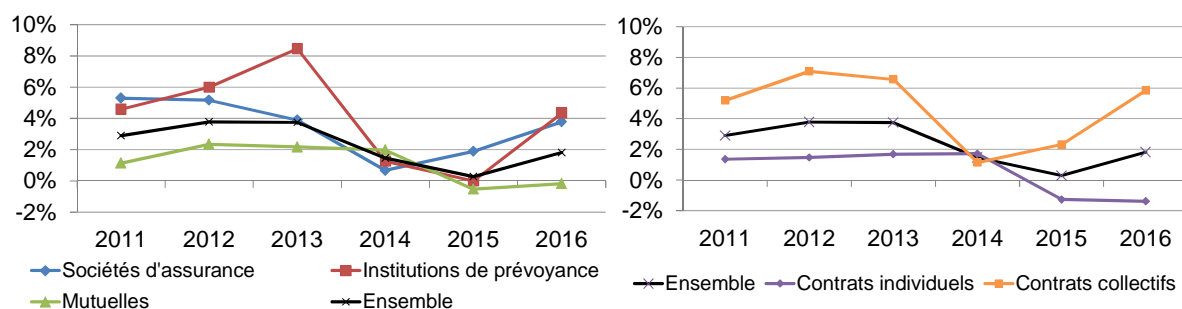 10%
8%
6%
4%
2%
0%
-2%
2011 2012 2013 2014 2015 2016
Sociétés d'assurance Institutions de prévoyance
Mutuelles Ensemble
10%
8%
6%
4%
2%
0%
-2%
2011 2012 2013 2014 2015 2016
Ensemble Contrats individuels Contrats collectifs